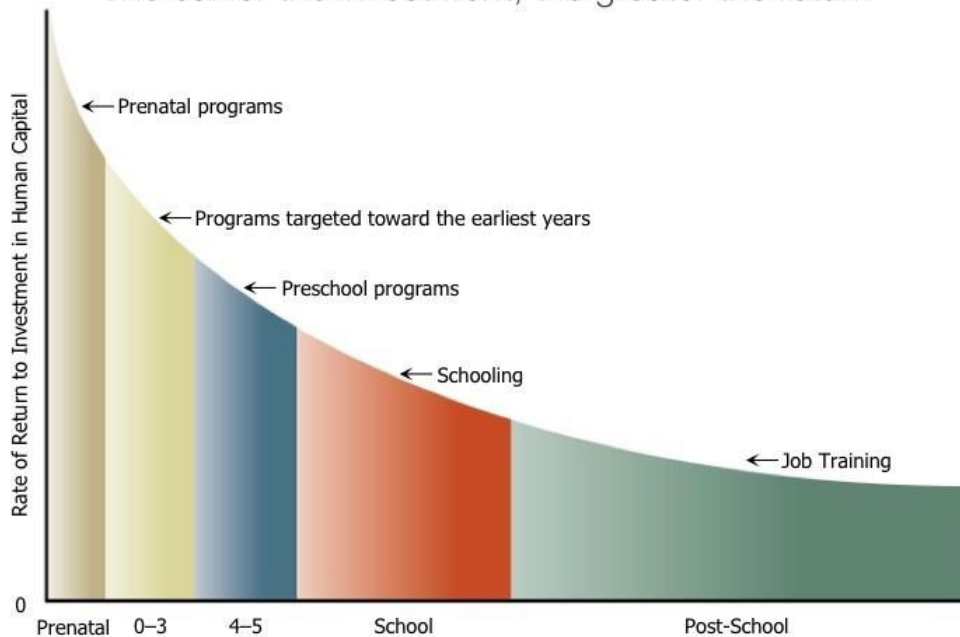 Prenatal programs
Programs targeted toward the earliest years
Preschool programs
Schooling
Job Training
Rate of Return to Investment in Human Capital
0
Prenatal 0–3 4–5 School Post-School